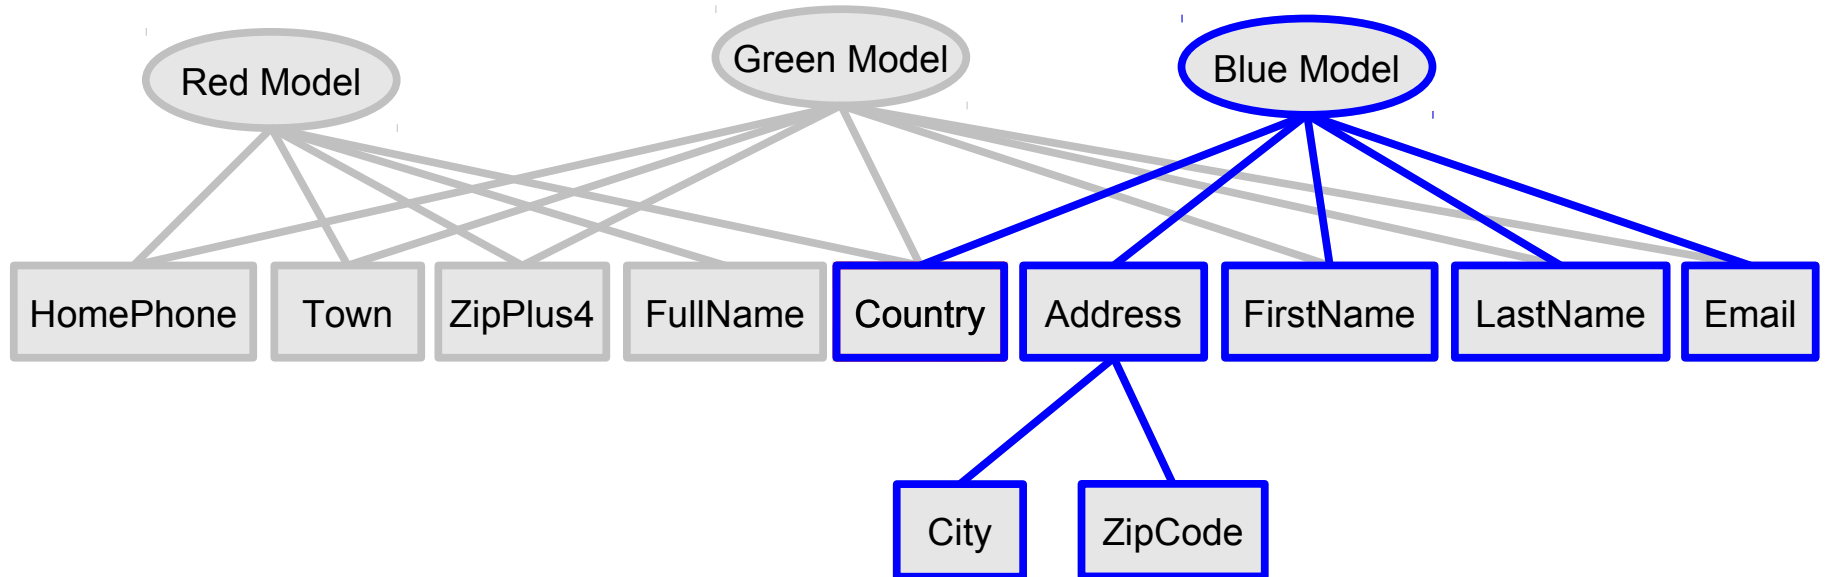 Red Model
Green Model
Blue Model
HomePhone
Town
ZipPlus4
FullName
Country
Address
FirstName
LastName
Email
City
ZipCode